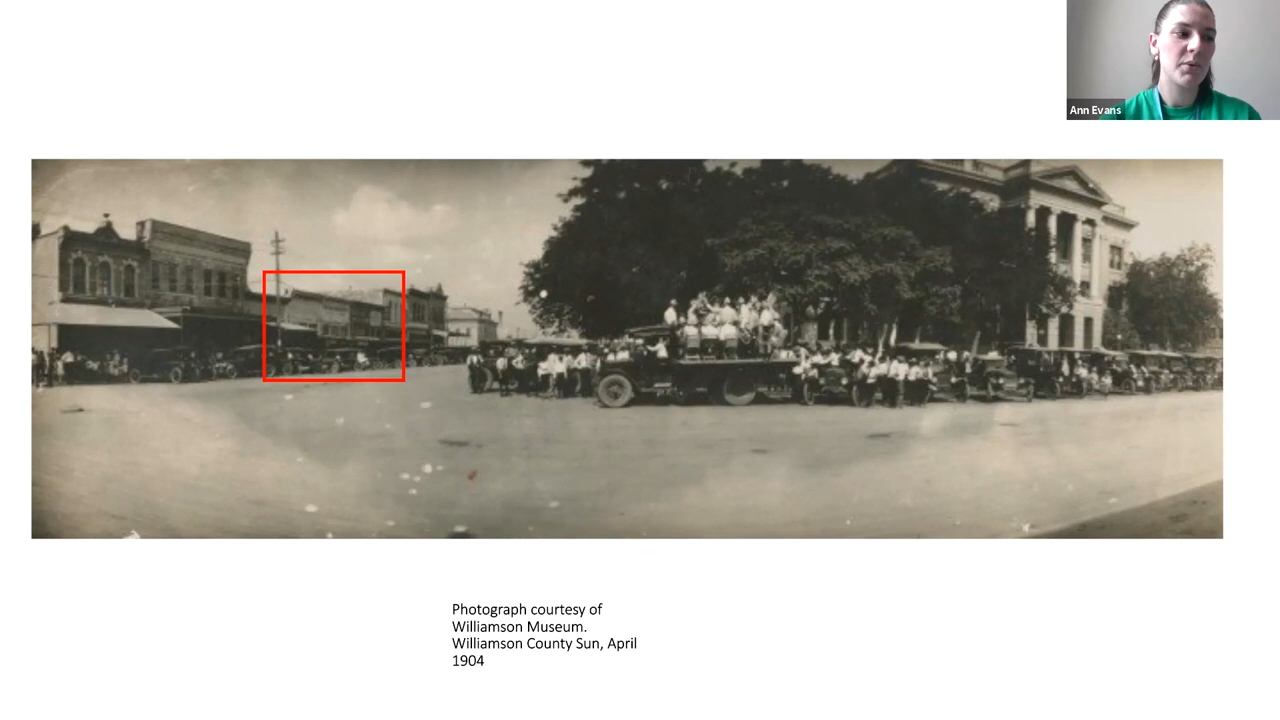 Ann Evans
Photograph courtesy of
Williamson Museum.
Williamson County Sun, April
1904